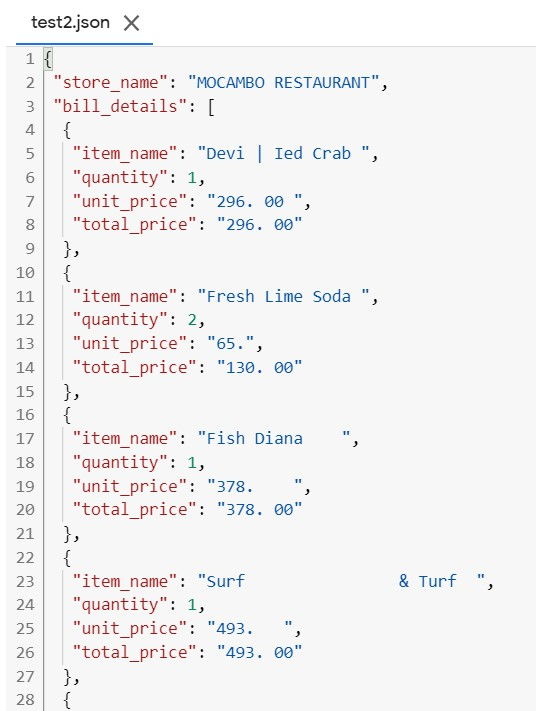 test2.json
1 {
2 "store_name": "MOCAMBO RESTAURANT",
3 "bill_details": [
4 {
5 "item_name": "Devi | Ied Crab ",
6 "quantity": 1,
7 "unit_price": "296. 00 ",
8 "total_price": "296. 00"
9 },
10 {
11 "item_name": "Fresh Lime Soda ",
12 "quantity": 2,
13 "unit_price": "65.",
14 "total_price": "130. 00"
15 },
16 {
17 "item_name": "Fish Diana    ",
18 "quantity": 1,
19 "unit_price": "378.    ",
20 "total_price": "378. 00"
21 },
22 {
23 "item_name": "Surf                & Turf  ",
24 "quantity": 1,
25 "unit_price": "493.   ",
26 "total_price": "493. 00"
27 },
28 {